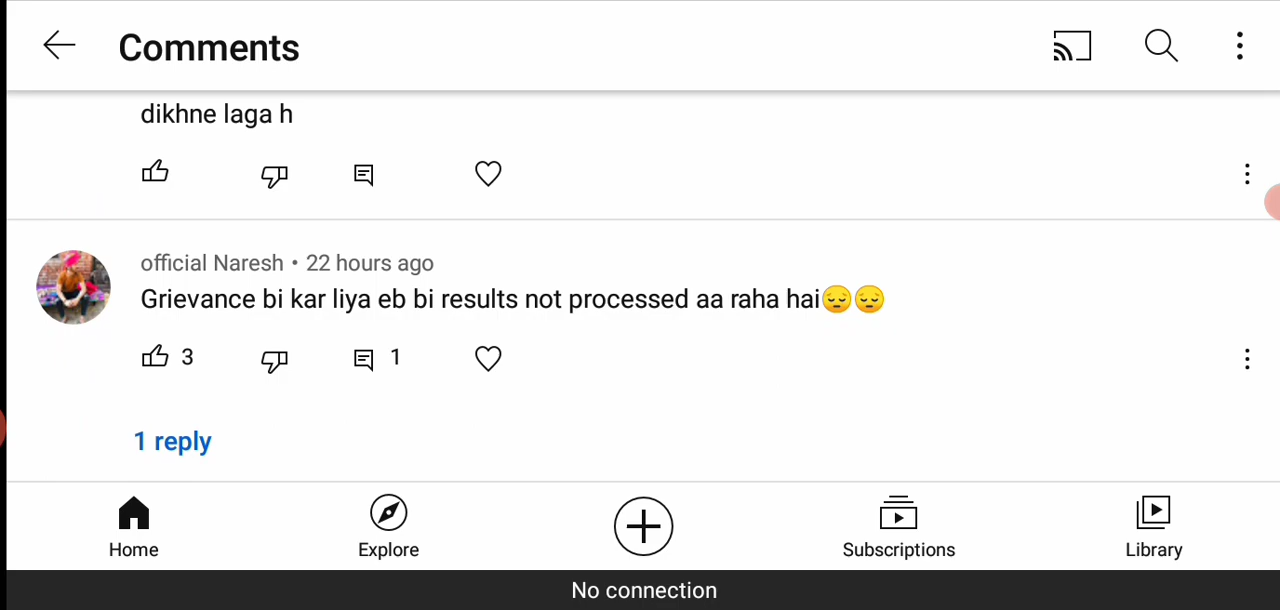 Comments
dikhne laga h
official Naresh • 22 hours ago
Grievance bi kar liya eb bi results not processed aa raha hai😔😔
3 1
1 reply
Home Explore Subscriptions Library
No connection